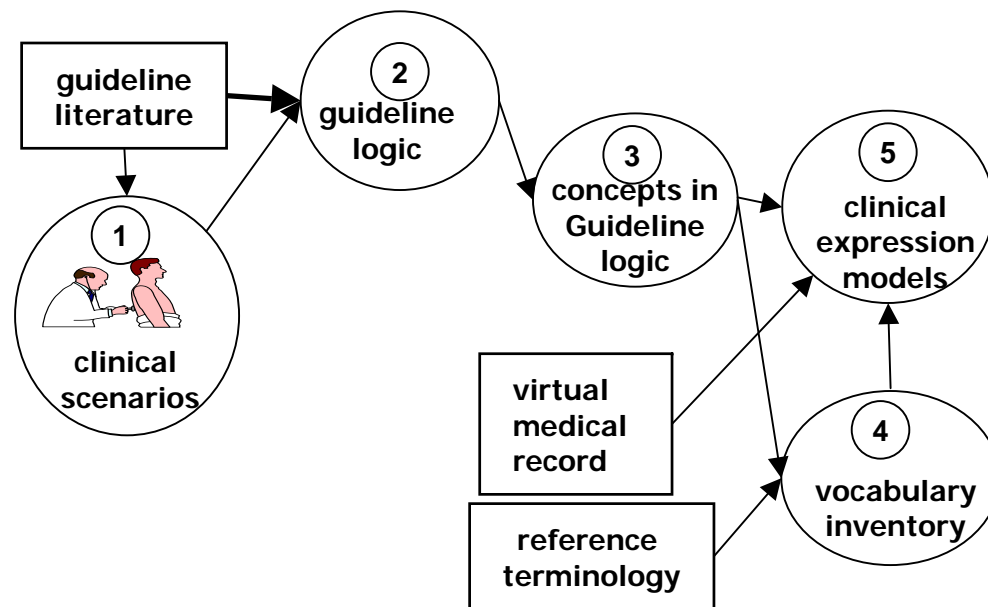 guideline
literature
1
clinical
scenarios
2
guideline
logic
3
concepts in
Guideline
logic
virtual
medical
record
reference
terminology
4
vocabulary
inventory
5
clinical
expression
models